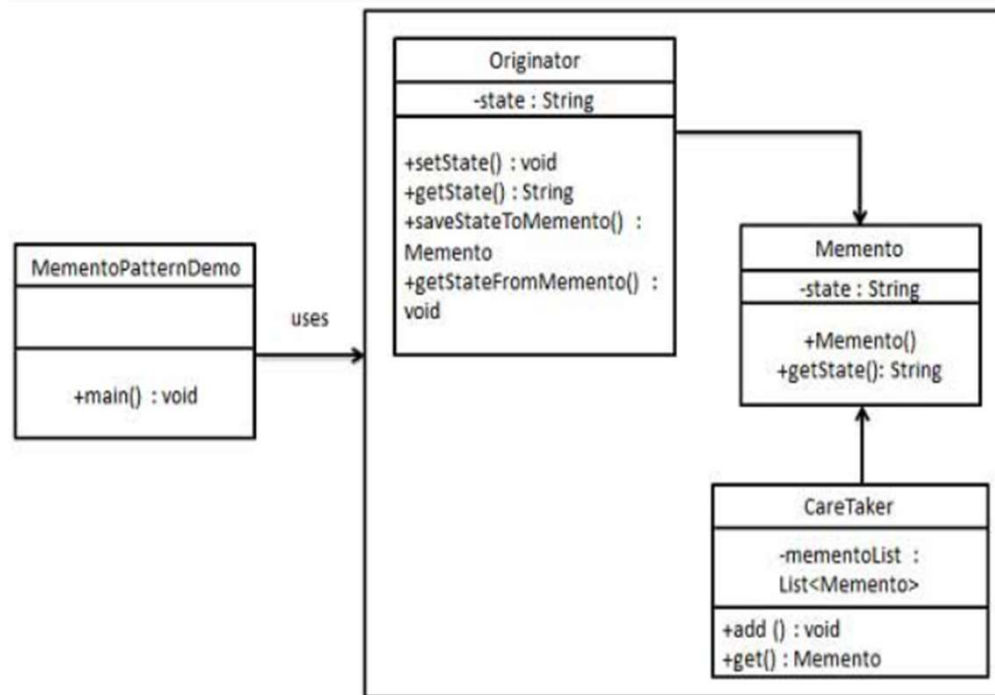 MementoPatternDemo
+main() : void
uses
Originator
-state : String
+setState() : void
+getState() : String
+saveStateToMemento() :
Memento
+getStateFromMemento() :
void
Memento
-state : String
+Memento()
+getState(): String
CareTaker
-mementoList :
List<Memento>
+add () : void
+get() : Memento